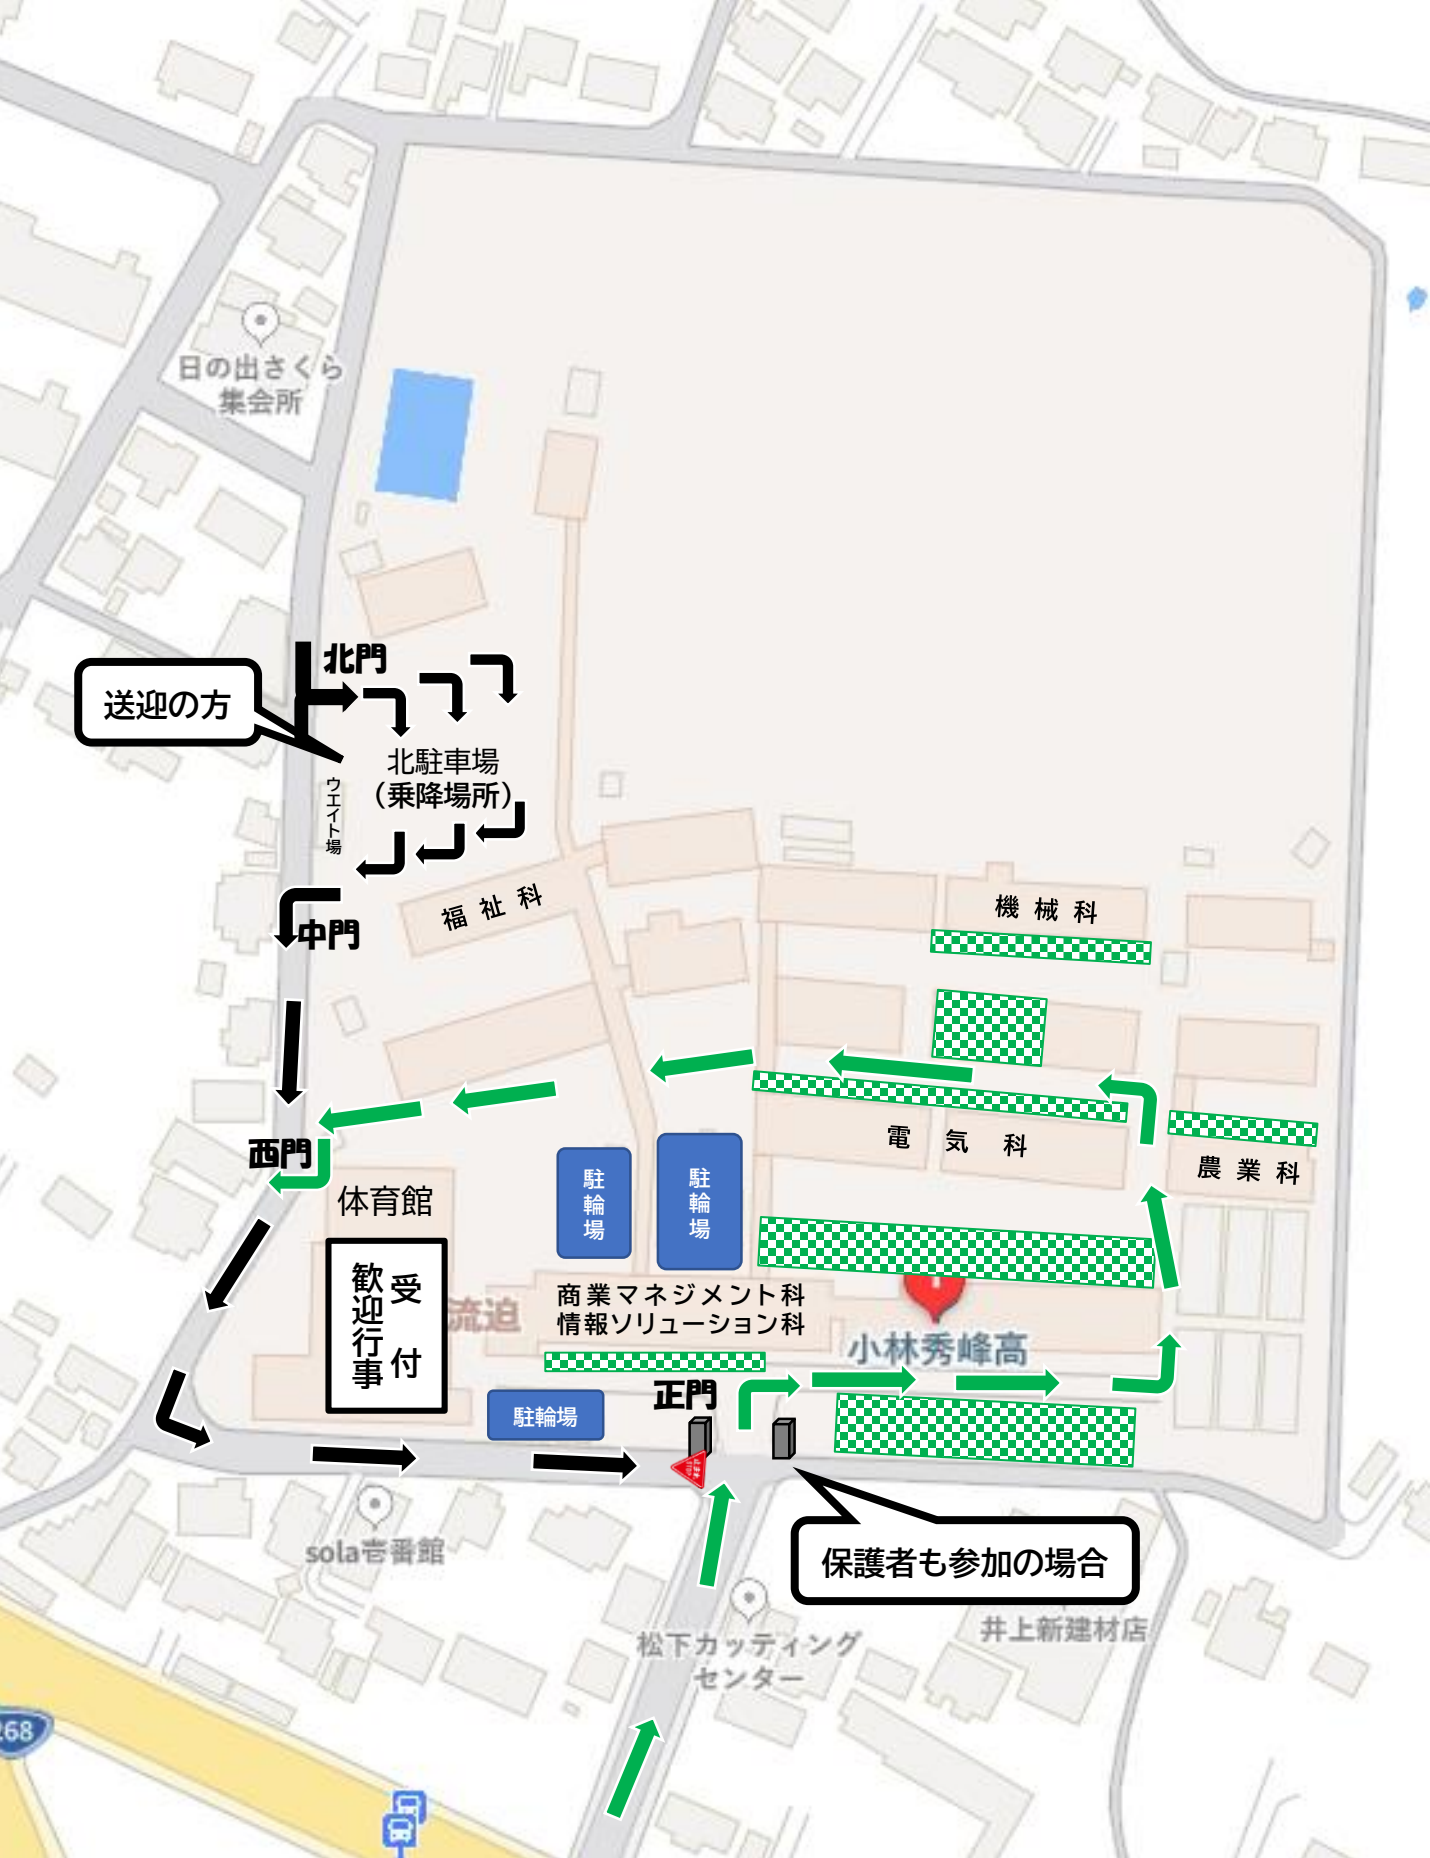 日の出さくら
集会所
北門
送迎の方
北駐車場
（乗降場所）
ウエイト場
福祉科
機械科
中門
電気科
農業科
西門
体育館
駐輪場
駐輪場
歓迎行事
受付
流迫
商業マネジメント科
情報ソリューション科
小林秀峰高
正門
駐輪場
sola壱番館
保護者も参加の場合
松下カッティング
センター
井上新建材店
268